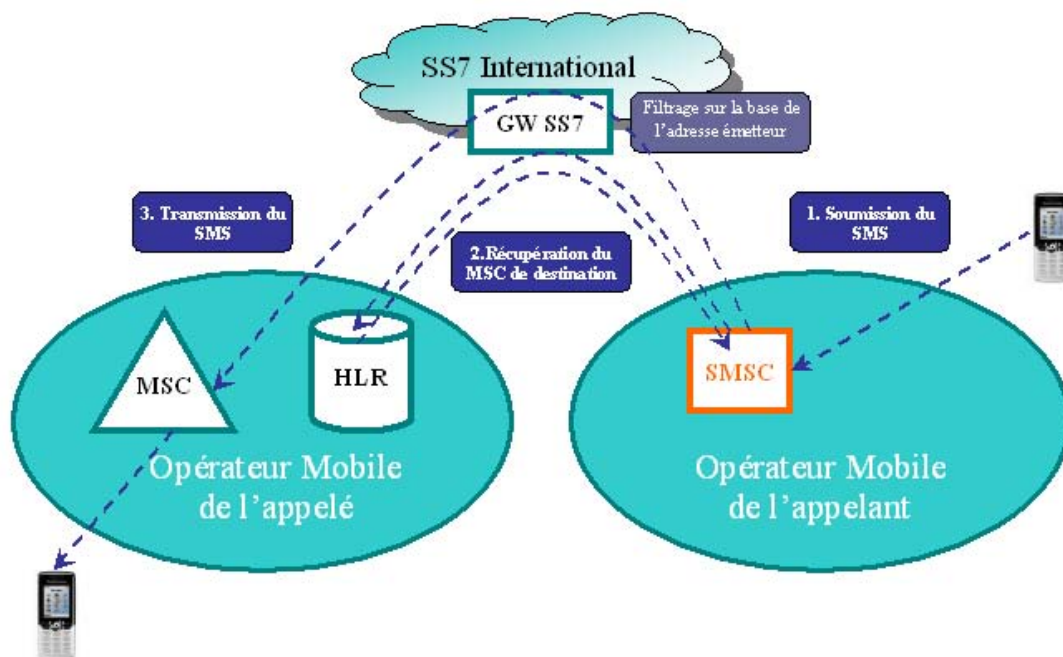 SS7 International
GW SS7
Filtrage sur la base de
l'adresse émetteur
3. Transmission du
SMS
2.Récupération du
MSC de destination
1. Soumission du
SMS
MSC
HLR
SMSC
Opérateur Mobile
de l'appelé
Opérateur Mobile
de l'appelant